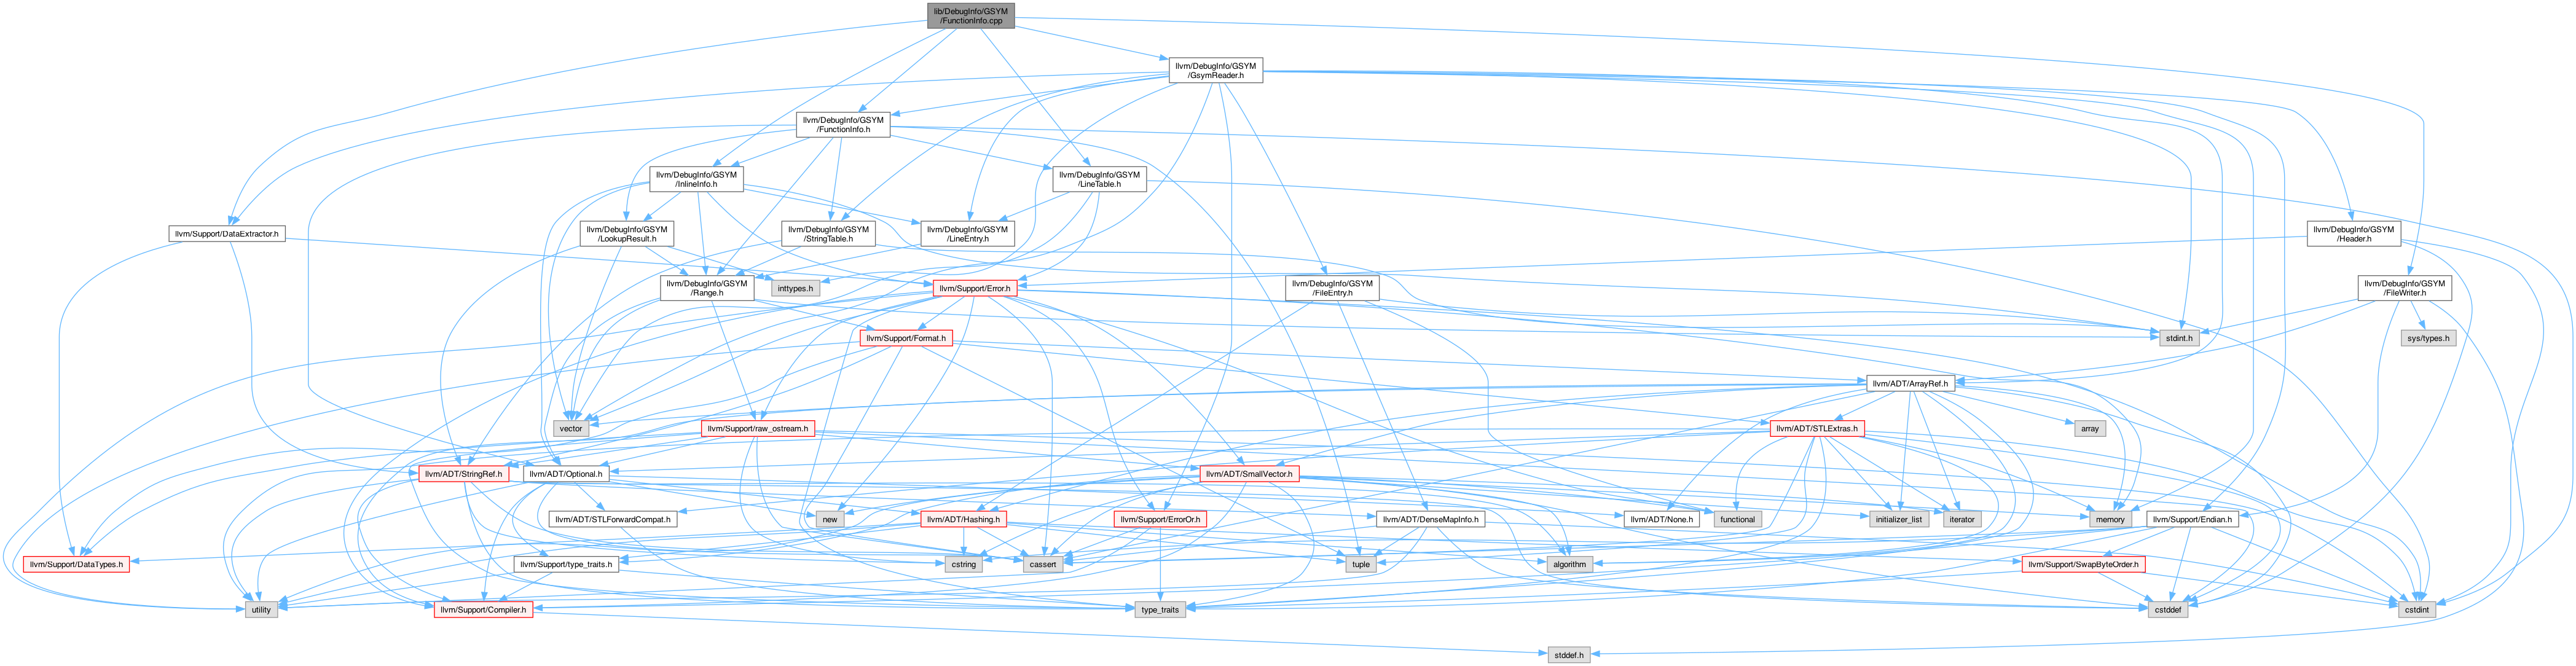 lib/DebugInfo/GSYM
/FunctionInfo.cpp
llvm/DebugInfo/GSYM
/GsymReader.h
llvm/DebugInfo/GSYM
/FunctionInfo.h
llvm/DebugInfo/GSYM
/InlineInfo.h
llvm/DebugInfo/GSYM
/LineTable.h
llvm/Support/DataExtractor.h
llvm/DebugInfo/GSYM
/LookupResult.h
llvm/DebugInfo/GSYM
/StringTable.h
llvm/DebugInfo/GSYM
/LineEntry.h
llvm/DebugInfo/GSYM
/Header.h
llvm/DebugInfo/GSYM
/Range.h
inttypes.h
llvm/Support/Error.h
llvm/DebugInfo/GSYM
/FileEntry.h
llvm/DebugInfo/GSYM
/FileWriter.h
llvm/Support/Format.h
stdint.h
sys/types.h
llvm/ADT/ArrayRef.h
vector
llvm/Support/raw_ostream.h
llvm/ADT/STLExtras.h
array
llvm/ADT/StringRef.h
llvm/ADT/Optional.h
llvm/ADT/SmallVector.h
llvm/ADT/STLForwardCompat.h
new
llvm/ADT/Hashing.h
llvm/Support/ErrorOr.h
llvm/ADT/DenseMapInfo.h
llvm/ADT/None.h
functional
initializer_list
iterator
memory
llvm/Support/Endian.h
llvm/Support/DataTypes.h
llvm/Support/type_traits.h
cstring
cassert
tuple
algorithm
llvm/Support/SwapByteOrder.h
utility
llvm/Support/Compiler.h
type_traits
cstddef
cstdint
stddef.h